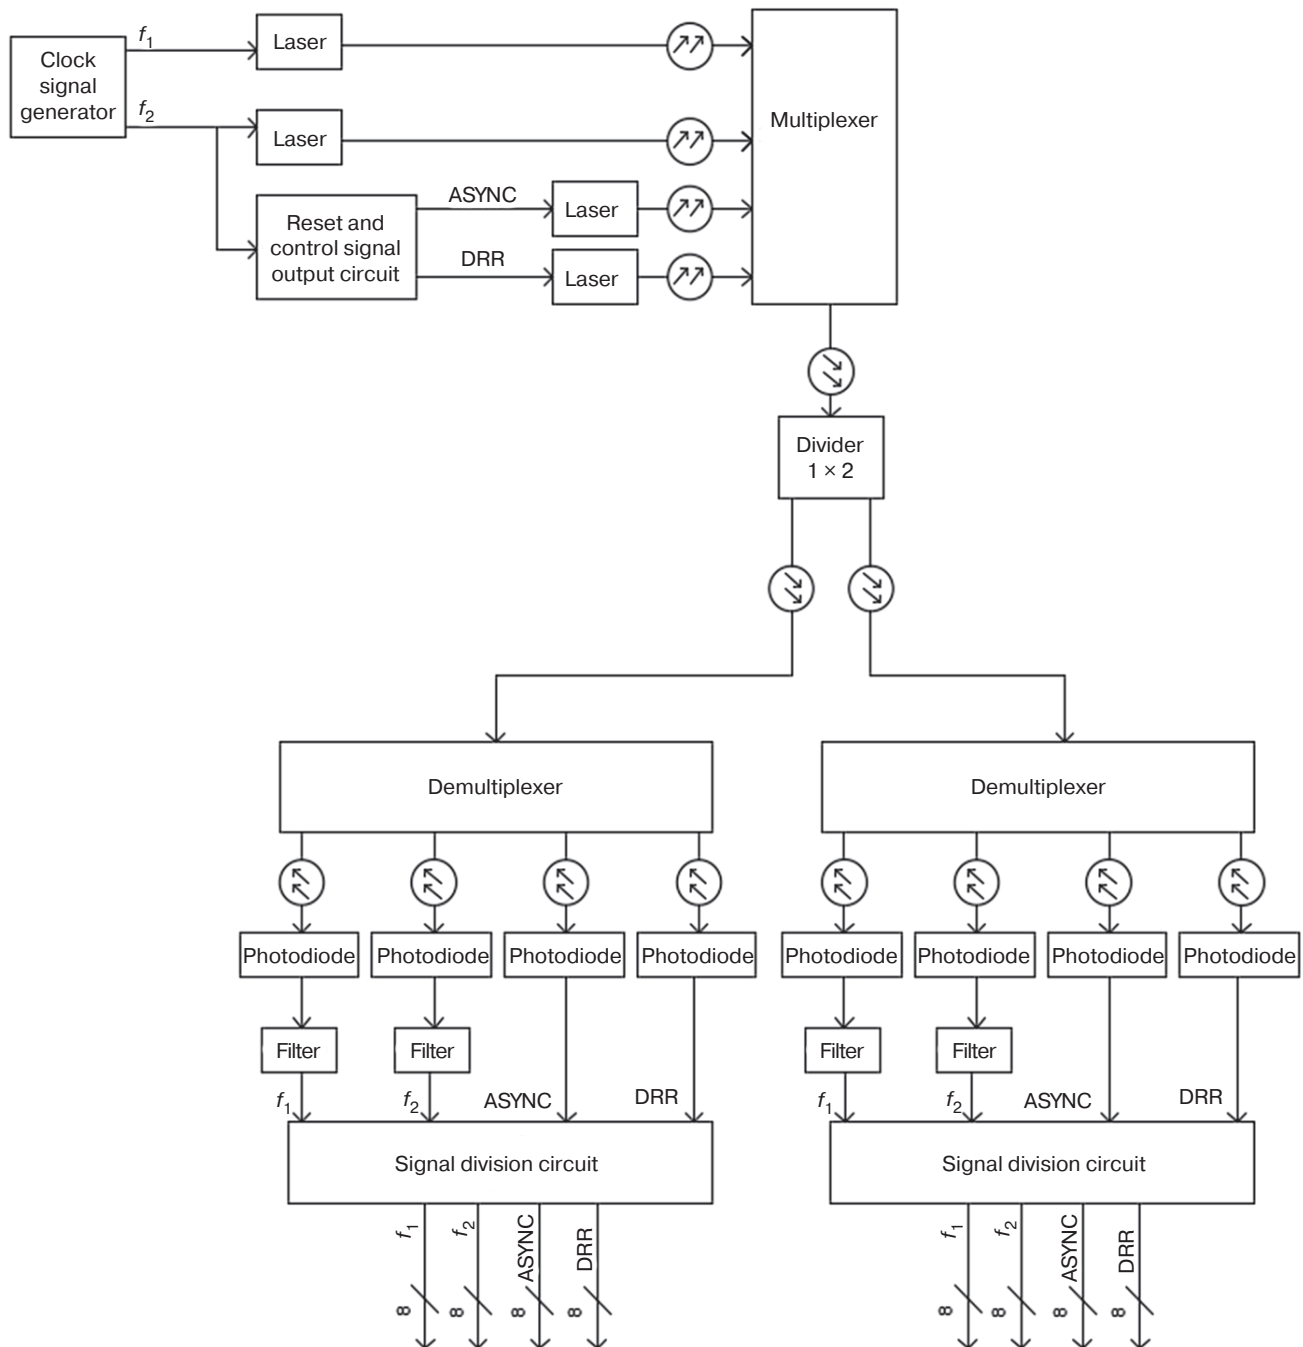 Clock
signal
generator
f1
f2
Laser
Laser
Reset and
control signal
output circuit
ASYNC
DRR
Laser
Laser
Multiplexer
Divider
1 × 2
Demultiplexer
Demultiplexer
Photodiode
Photodiode
Photodiode
Photodiode
Photodiode
Photodiode
Photodiode
Photodiode
Filter
Filter
Filter
Filter
f1
f2
ASYNC
DRR
f1
f2
ASYNC
DRR
Signal division circuit
Signal division circuit
f1
f2
ASYNC
DRR
f1
f2
ASYNC
DRR
8
8
8
8
8
8
8
8